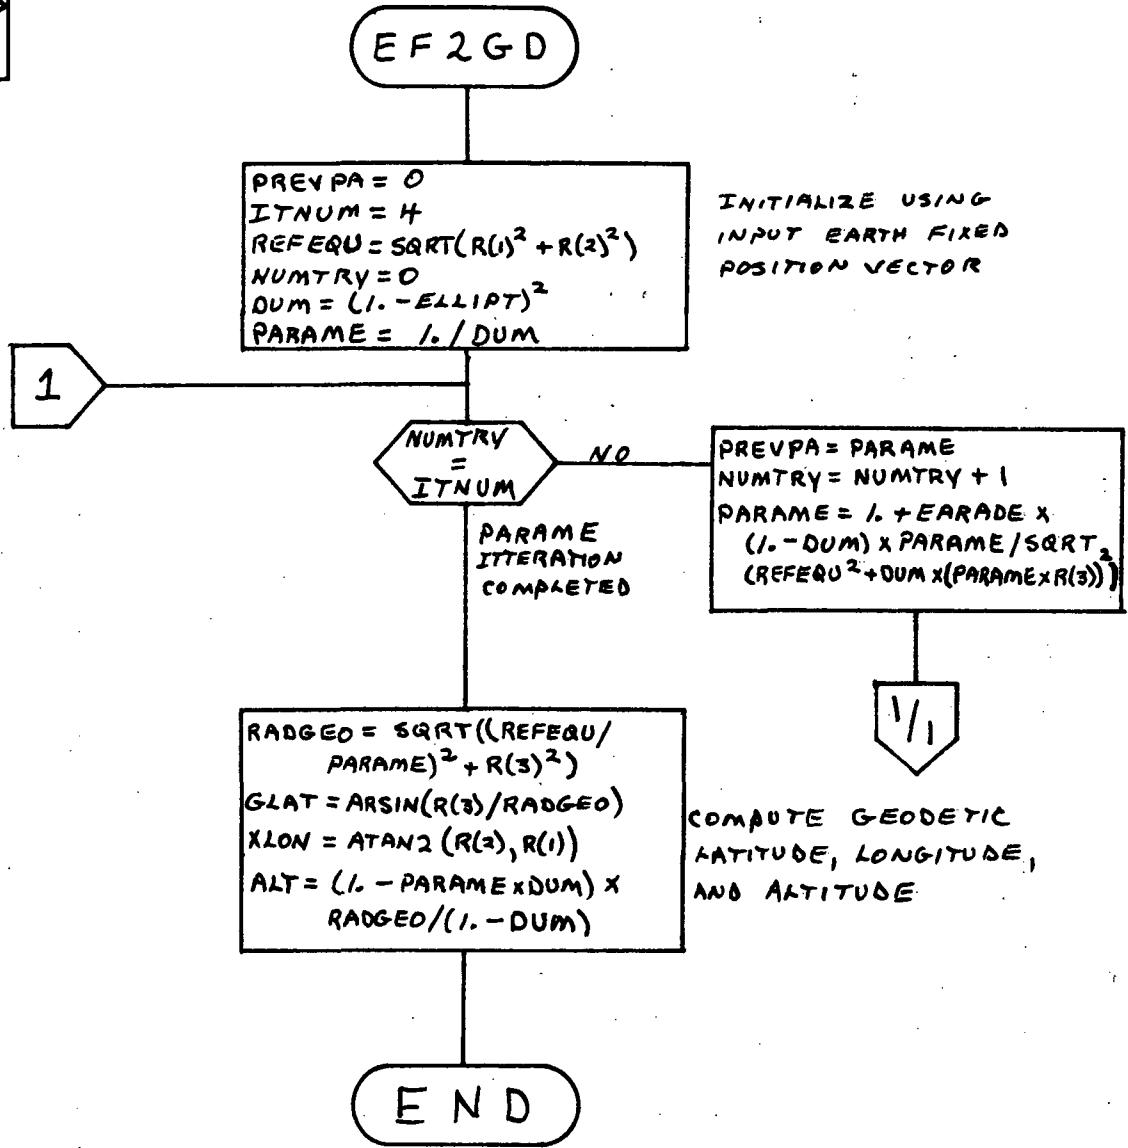 EF2GD
PREVPA = 0
ITNUM = 4
REFEQU = SQRT(R(1)² + R(2)²)
NUMTRY = 0
DUM = (1. - ELLIPT)²
PARAME = 1. / DUM
INITIALIZE USING
INPUT EARTH FIXED
POSITION VECTOR
1
NUMTRY
=
ITNUM
NO
PREVPA = PARAME
NUMTRY = NUMTRY + 1
PARAME = 1. + EARADE x
(1. - DUM) x PARAME / SQRT
(REFEQU² + DUM x (PARAME x R(3))²)
PARAME
ITTERATION
COMPLETED
1/1
RADGEO = SQRT((REFEQU/
PARAME)² + R(3)²)
GLAT = ARSIN(R(3)/RADGEO)
XLON = ATAN2 (R(2), R(1))
ALT = (1. - PARAME x DUM) x
RADGEO/(1. - DUM)
COMPUTE GEODETIC
LATITUDE, LONGITUDE,
AND ALTITUDE
END